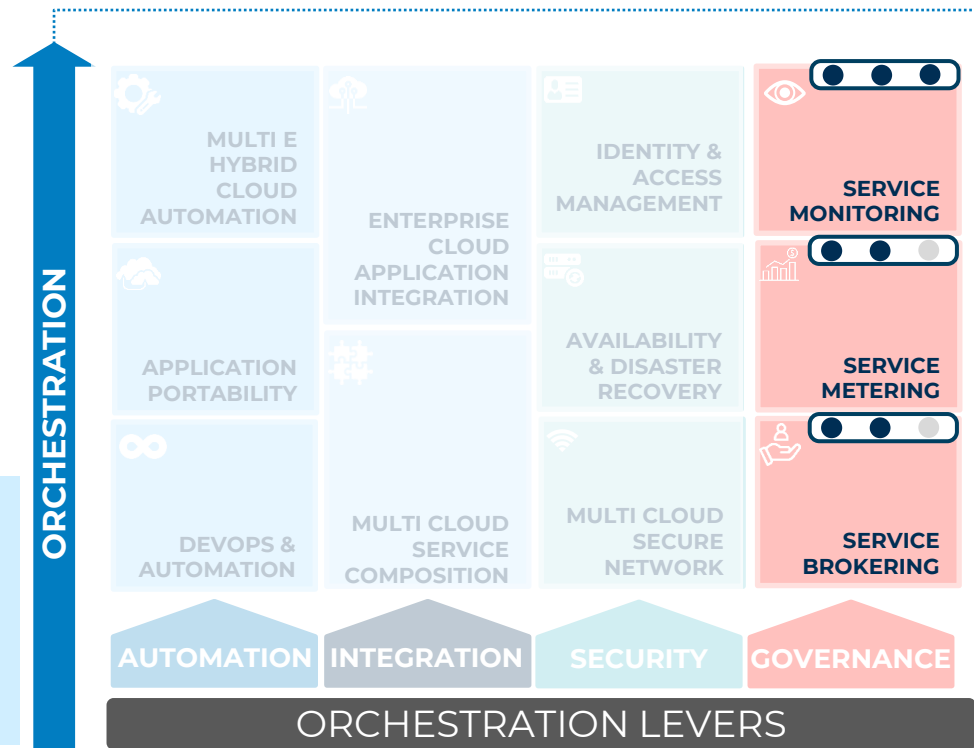 ORCHESTRATION
MULTI E
HYBRID
CLOUD
AUTOMATION
APPLICATION
PORTABILITY
DEVOPS &
AUTOMATION
ENTERPRISE
CLOUD
APPLICATION
INTEGRATION
MULTI CLOUD
SERVICE
COMPOSITION
IDENTITY &
ACCESS
MANAGEMENT
AVAILABILITY
& DISASTER
RECOVERY
MULTI CLOUD
SECURE
NETWORK
SERVICE
MONITORING
SERVICE
METERING
SERVICE
BROKERING
AUTOMATION
INTEGRATION
SECURITY
GOVERNANCE
ORCHESTRATION LEVERS